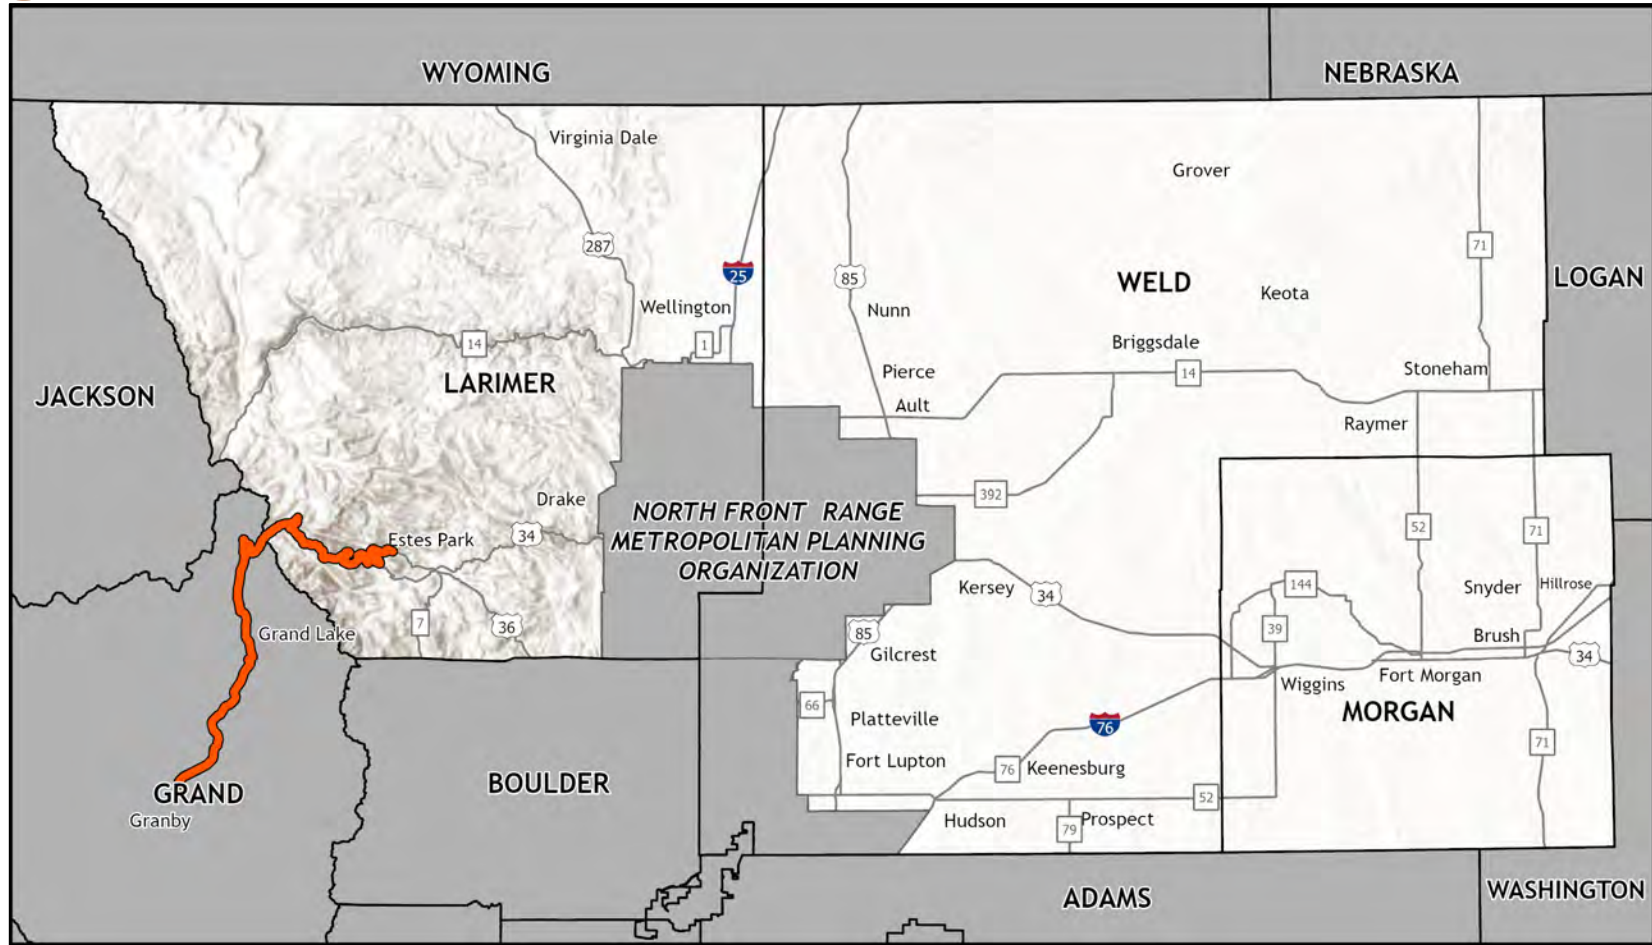 WYOMING
NEBRASKA
Virginia Dale
Grover
287
71
25
85
WELD
LOGAN
Keota
Wellington
Nunn
1
14
Briggsdale
Pierce
14
Stoneham
LARIMER
JACKSON
Ault
Raymer
392
Drake
NORTH FRONT RANGE
METROPOLITAN PLANNING
ORGANIZATION
52
71
Estes Park
34
144
Snyder
Hillrose
Kersey
34
7
36
Grand Lake
85
39
Brush
Gilcrest
34
Wiggins
Fort Morgan
66
Platteville
MORGAN
76
71
Fort Lupton
76
Keenesburg
BOULDER
GRAND
52
Granby
Hudson
79
Prospect
ADAMS
WASHINGTON